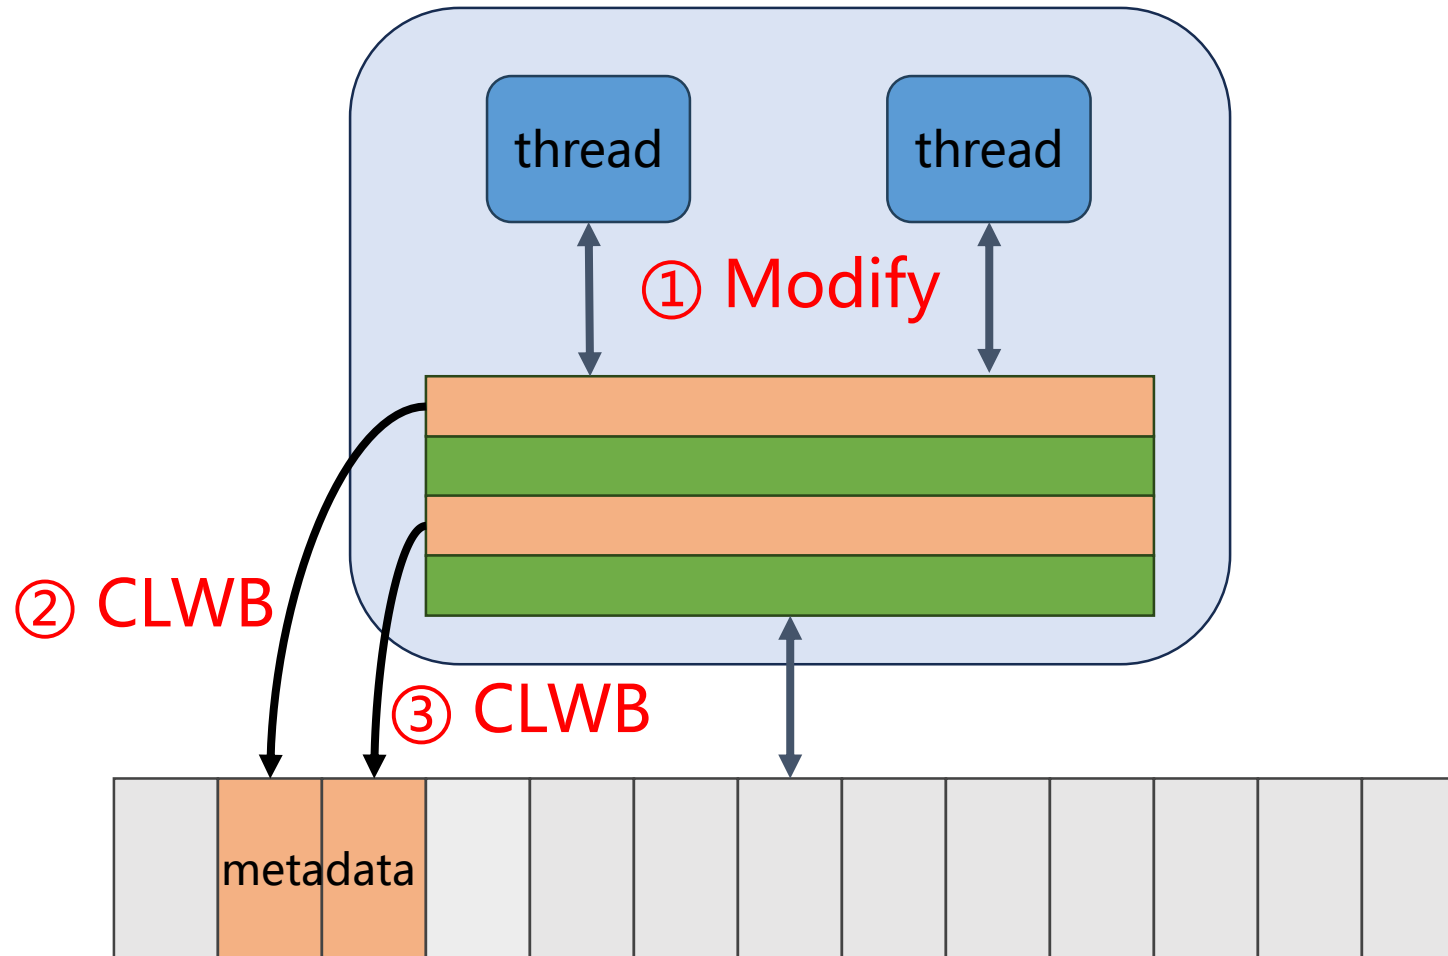 thread
thread
① Modify
② CLWB
③ CLWB
metadata